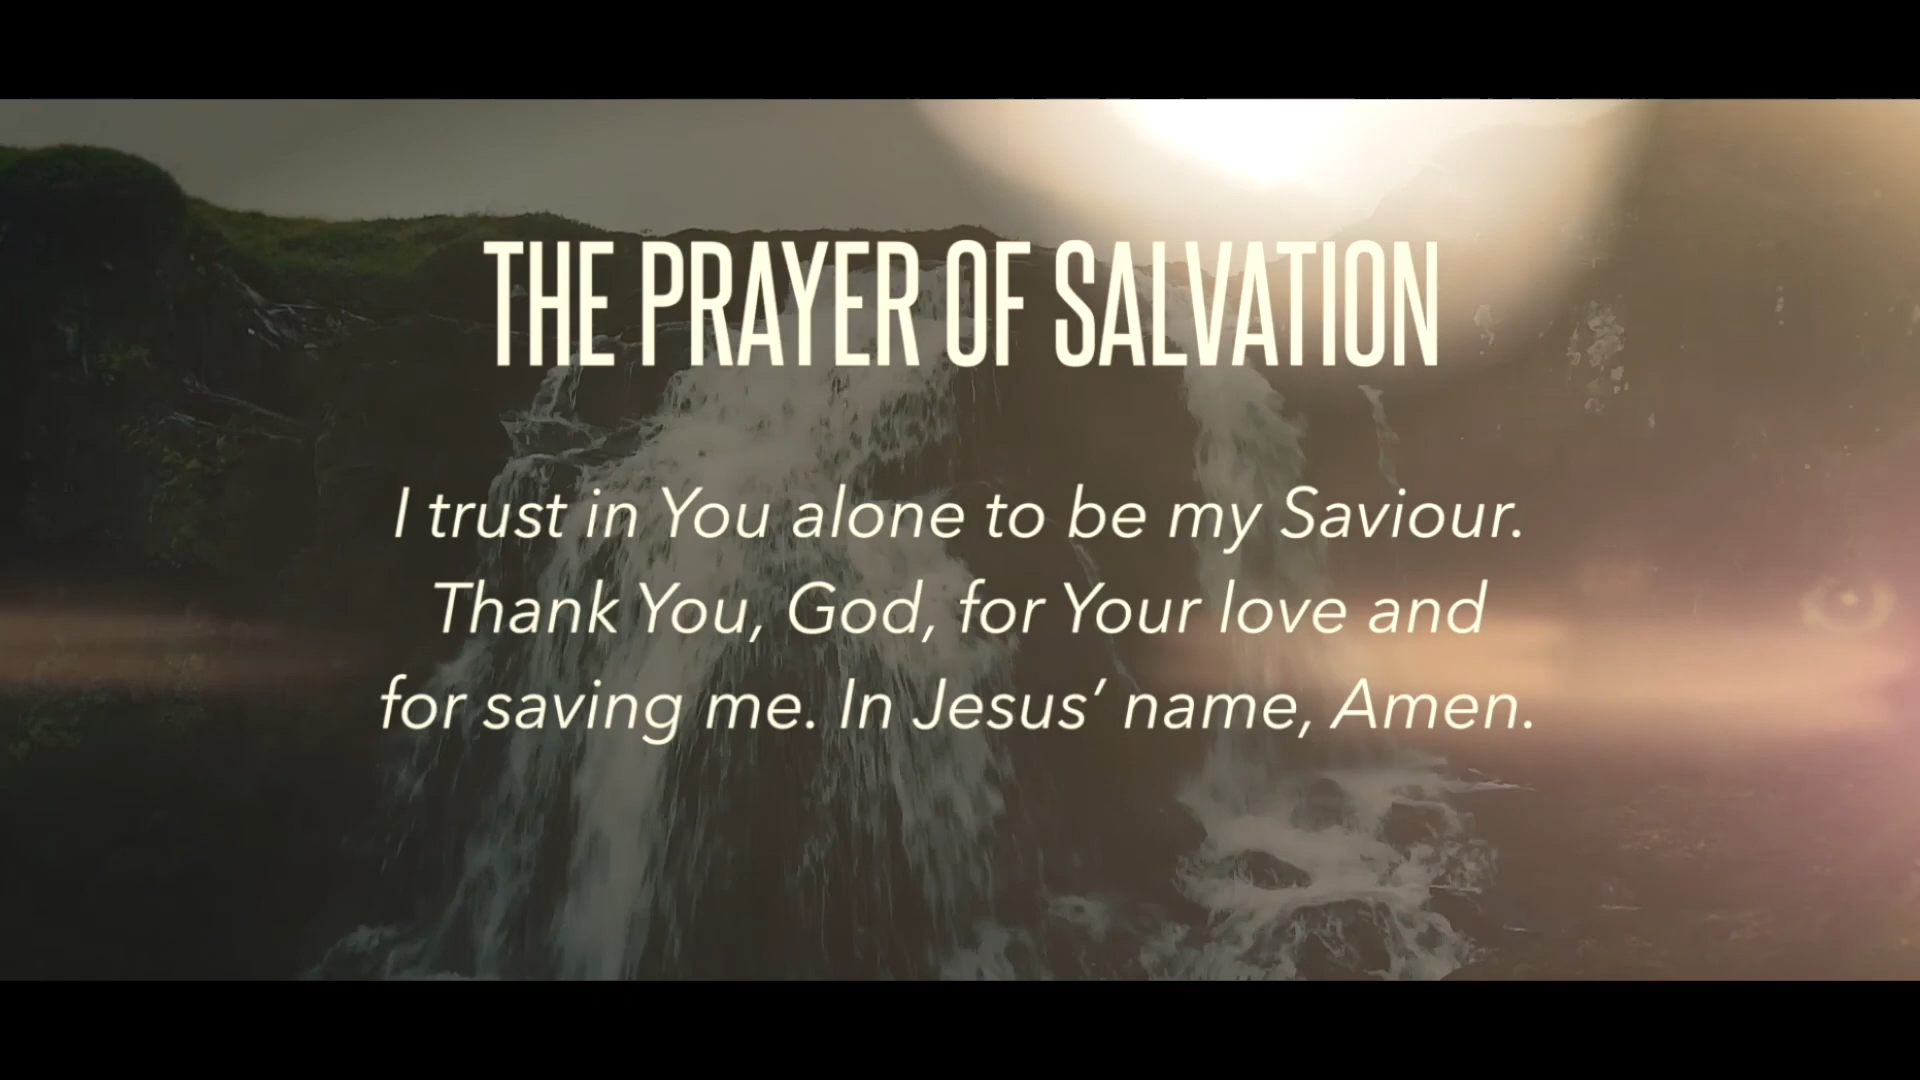 THE PRAYER OF SALVATION
I trust in You alone to be my Saviour.
Thank You, God, for Your love and
for saving me. In Jesus’ name, Amen.